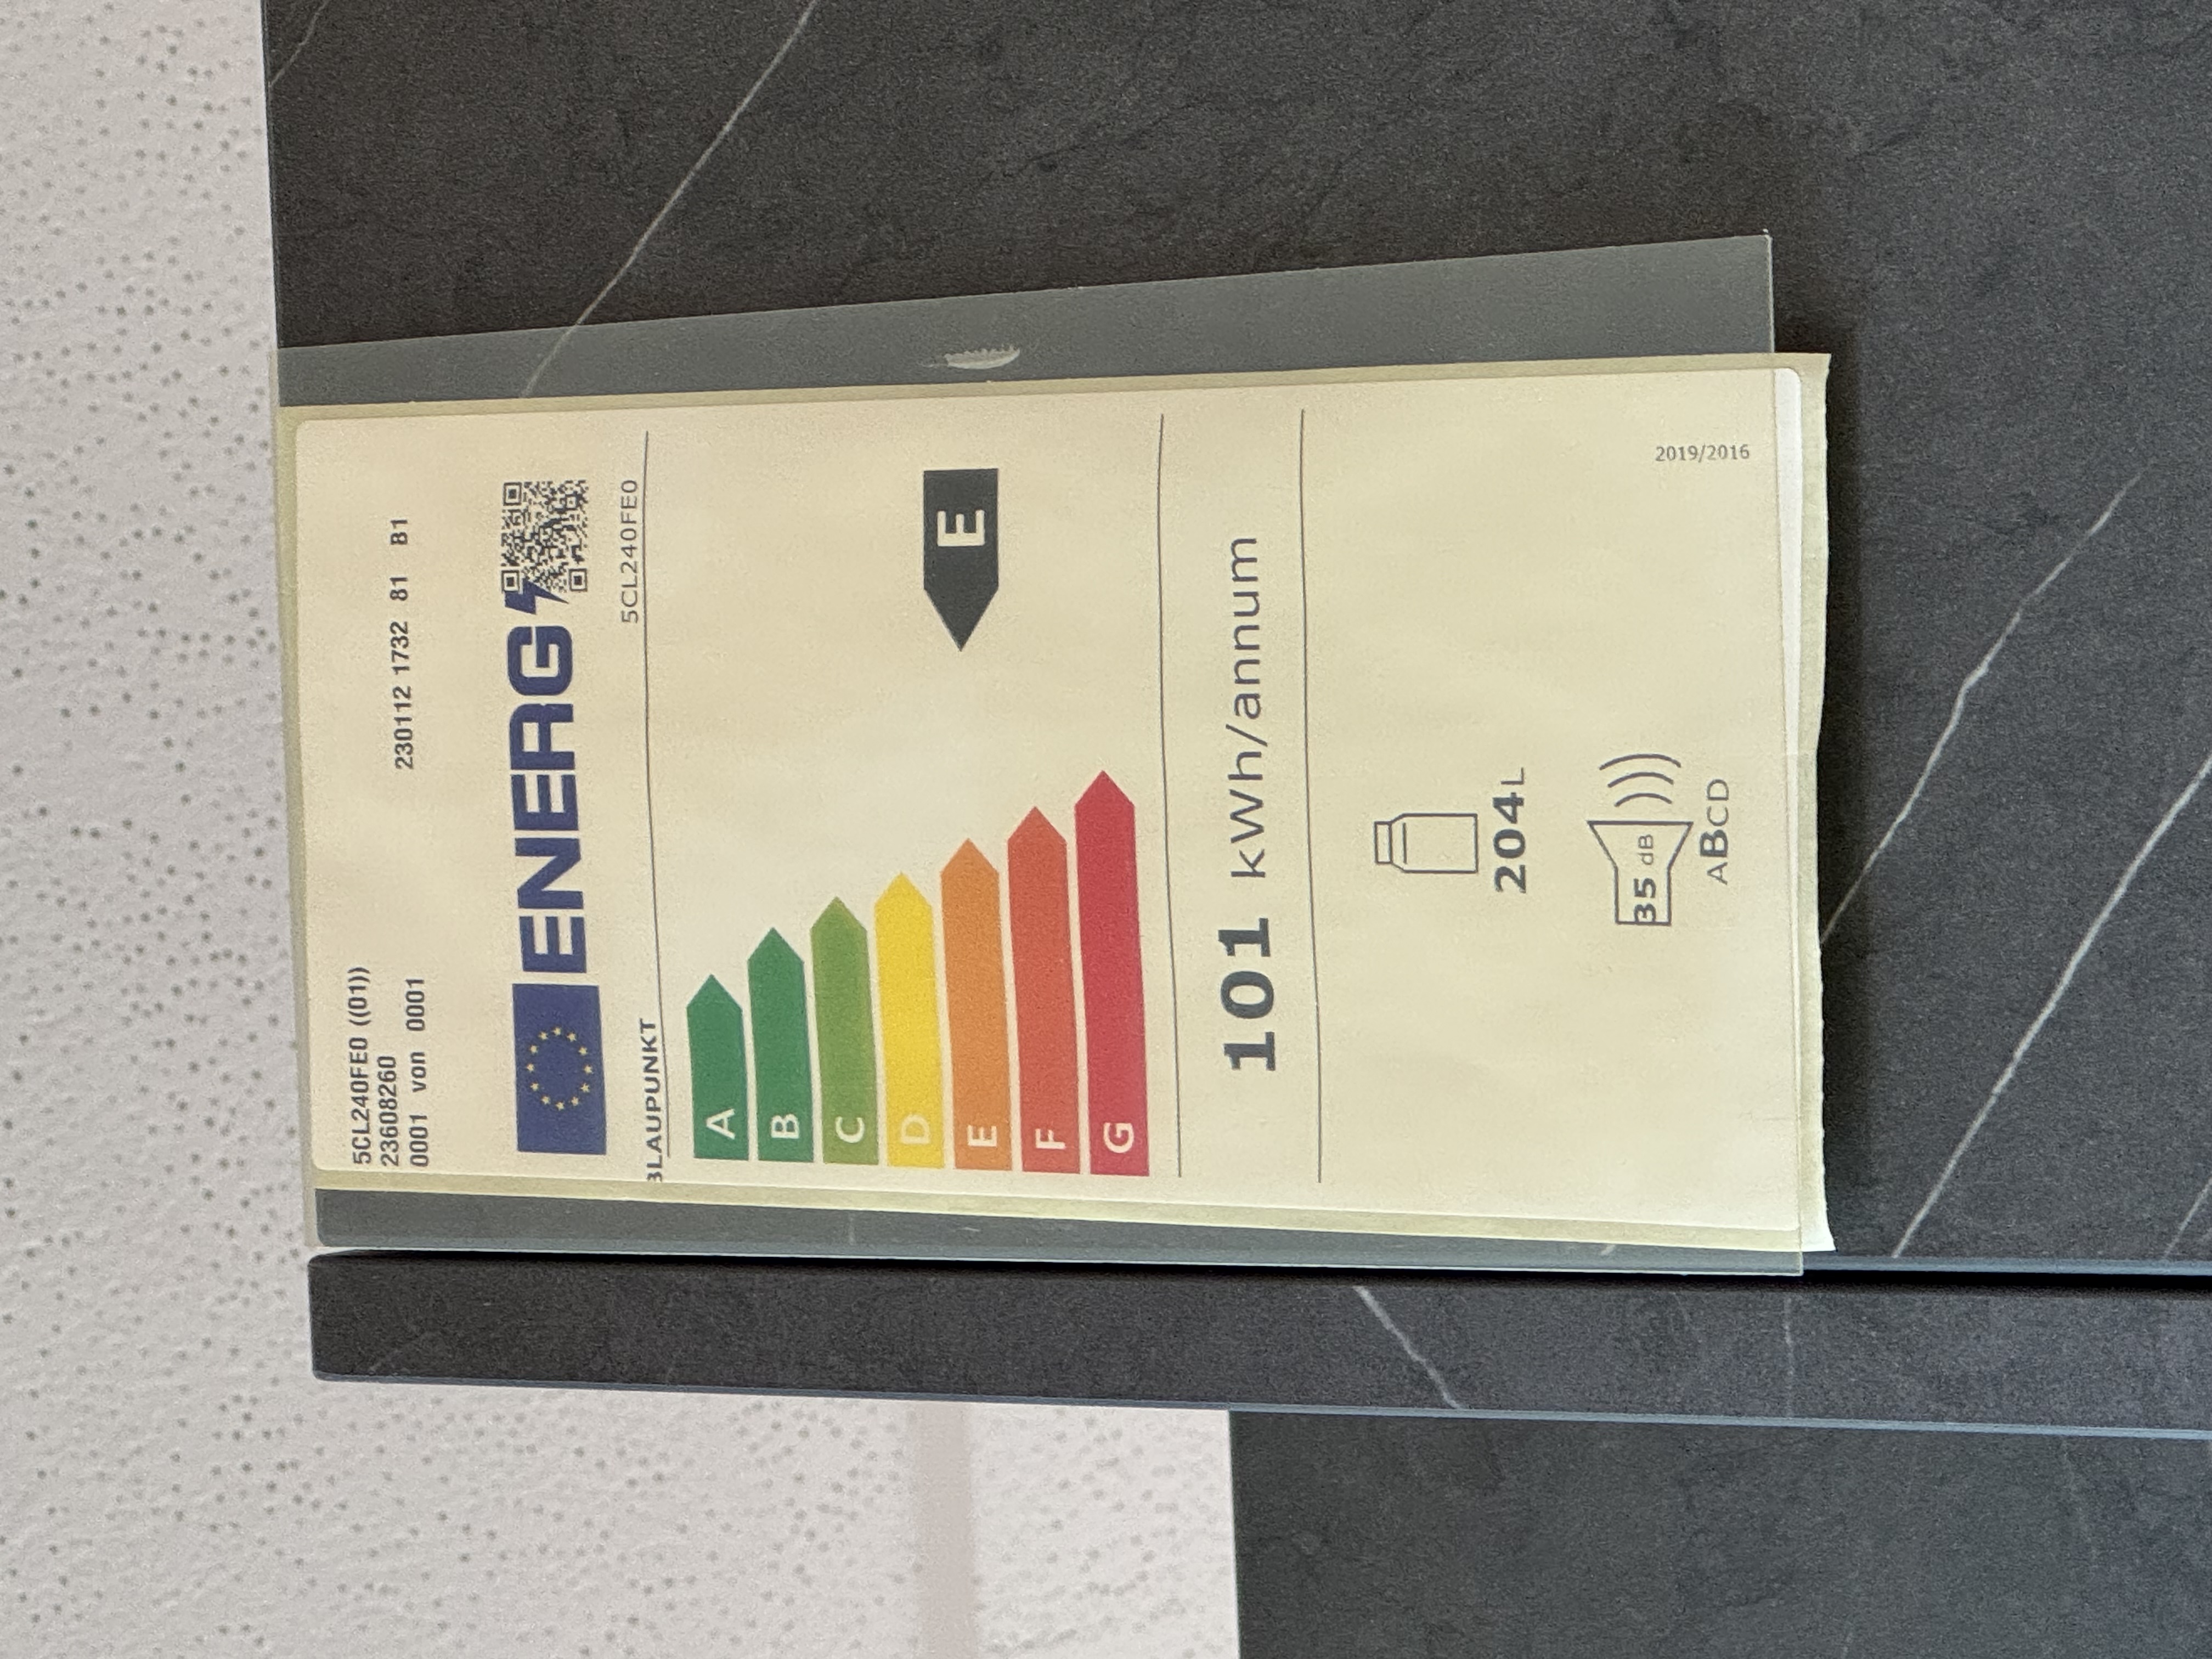 5CL240FE0 ((01))
23608260 230112 1732 81 B1
0001 von 0001
ENERG
BLAUPUNKT 5CL240FE0
A
B
C
D
E E
F
G
101 kWh/annum
204L
35 dB
ABCD
2019/2016